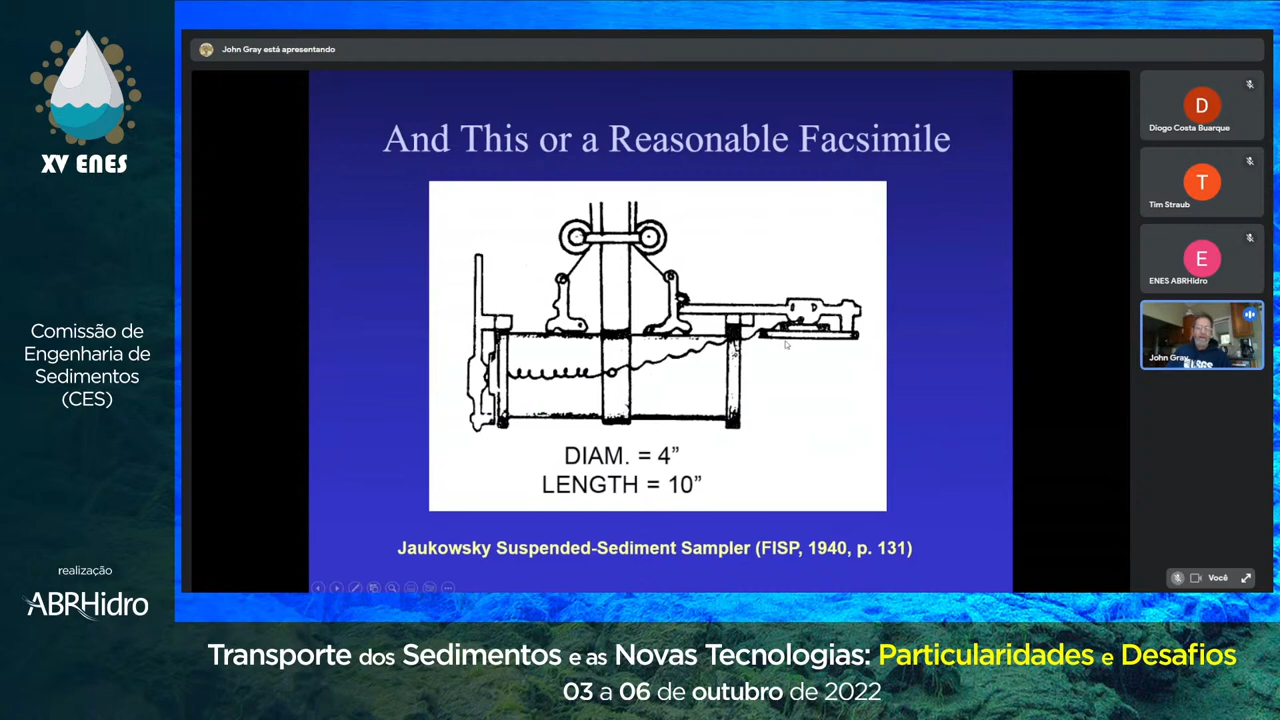 XV ENES
Comissão de
Engenharia de
Sedimentos
(CES)
realização
ABRHidro
John Gray está apresentando
And This or a Reasonable Facsimile
DIAM. = 4”
LENGTH = 10”
Jaukowsky Suspended-Sediment Sampler (FISP, 1940, p. 131)
D
Diogo Costa Buarque
T
Tim Straub
E
ENES ABRHidro
John Gray
USGS
Você
Transporte dos Sedimentos e as Novas Tecnologias: Particularidades e Desafios
03 a 06 de outubro de 2022